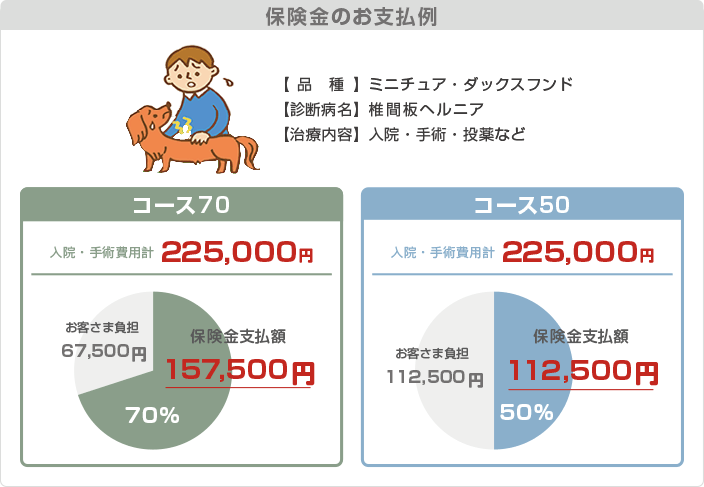 保険金のお支払例
【 品　種 】ミニチュア・ダックスフンド
【診断病名】椎間板ヘルニア
【治療内容】入院・手術・投薬など
コース70
入院・手術費用計 225,000円
お客さま負担
67,500円
保険金支払額
157,500円
70%
コース50
入院・手術費用計 225,000円
お客さま負担
112,500円
保険金支払額
112,500円
50%